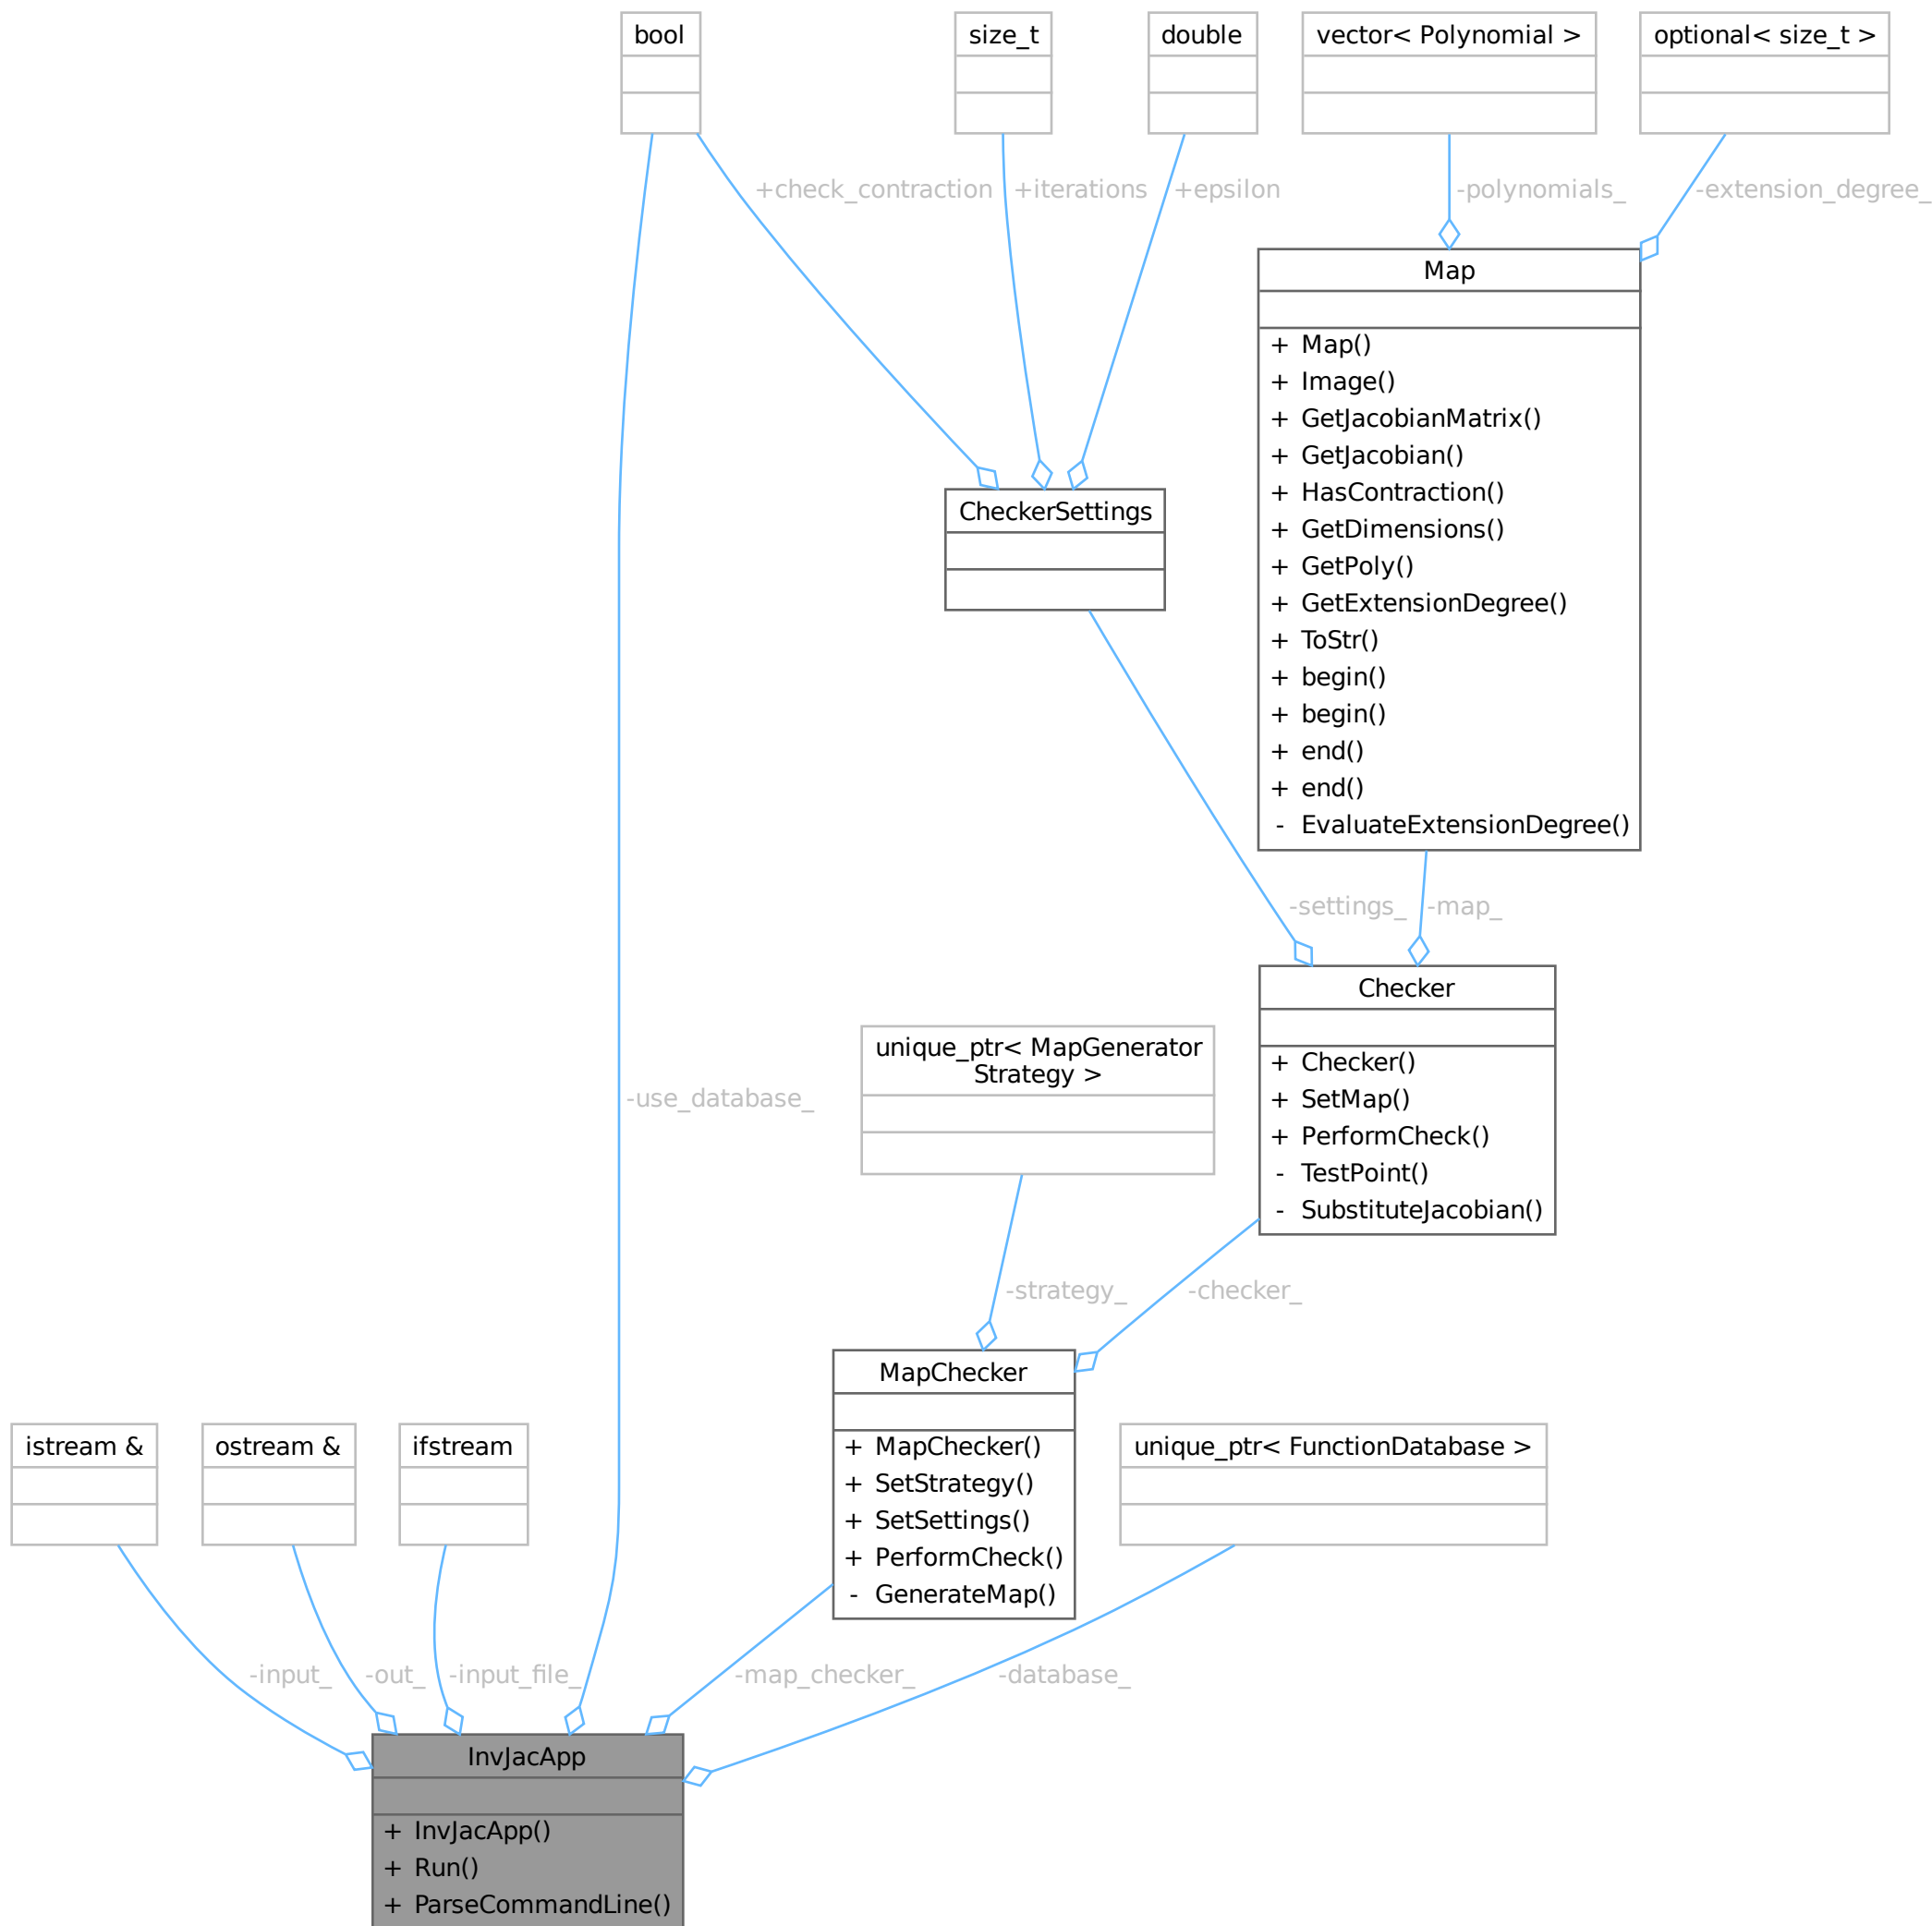 bool
size_t
double
vector< Polynomial >
optional< size_t >
+check_contraction
+iterations
+epsilon
-polynomials_
-extension_degree_
Map
+ Map()
+ Image()
+ GetJacobianMatrix()
+ GetJacobian()
+ HasContraction()
+ GetDimensions()
+ GetPoly()
+ GetExtensionDegree()
+ ToStr()
+ begin()
+ begin()
+ end()
+ end()
- EvaluateExtensionDegree()
CheckerSettings
-settings_
-map_
Checker
+ Checker()
+ SetMap()
+ PerformCheck()
- TestPoint()
- SubstituteJacobian()
unique_ptr< MapGenerator
Strategy >
-use_database_
-strategy_
-checker_
MapChecker
+ MapChecker()
+ SetStrategy()
+ SetSettings()
+ PerformCheck()
- GenerateMap()
istream &
ostream &
ifstream
unique_ptr< FunctionDatabase >
-input_
-out_
-input_file_
-map_checker_
-database_
InvJacApp
+ InvJacApp()
+ Run()
+ ParseCommandLine()